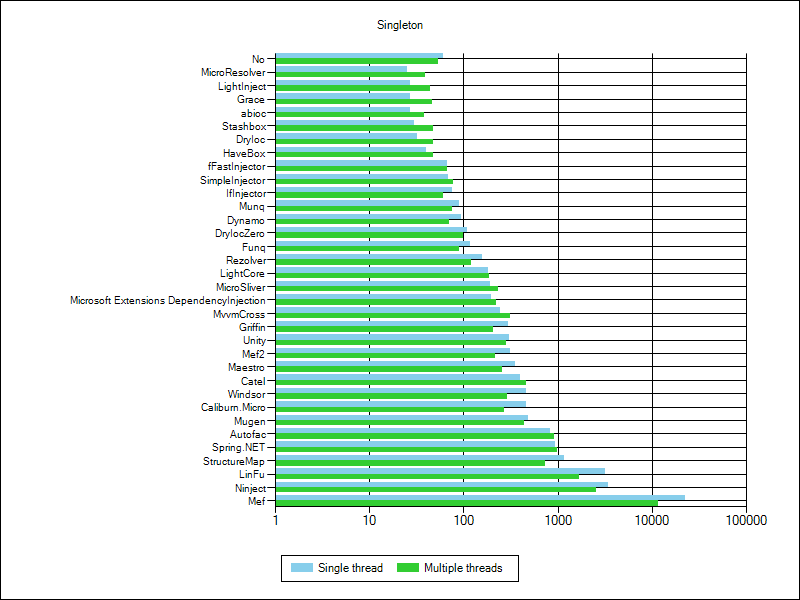 Singleton
No
MicroResolver
LightInject
Grace
abioc
Stashbox
DryIoc
HaveBox
fFastInjector
SimpleInjector
IfInjector
Munq
Dynamo
DryIocZero
Funq
Rezolver
LightCore
MicroSliver
Microsoft Extensions DependencyInjection
MvvmCross
Griffin
Unity
Mef2
Maestro
Catel
Windsor
Caliburn.Micro
Mugen
Autofac
Spring.NET
StructureMap
LinFu
Ninject
Mef
1 10 100 1000 10000 100000
Single thread Multiple threads